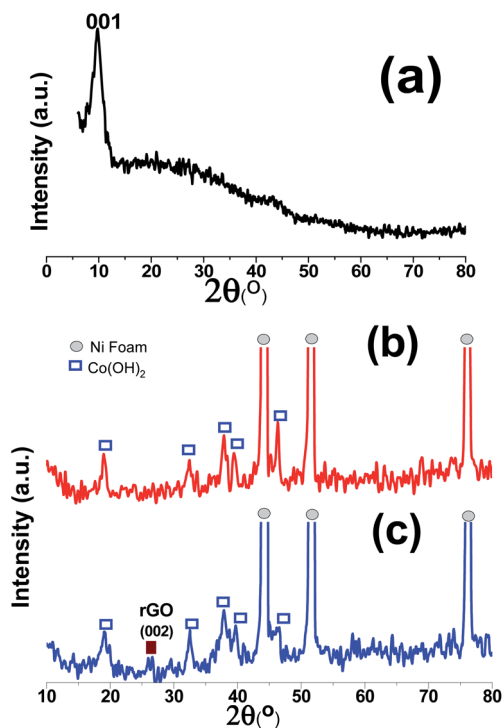 001
(a)
Intensity (a.u.)
0 10 20 30 40 50 60 70 80
2θ(O)
(b)
Ni Foam
Co(OH)2
Intensity (a.u.)
(c)
rGO
(002)
10 20 30 40 50 60 70 80
2θ(O)